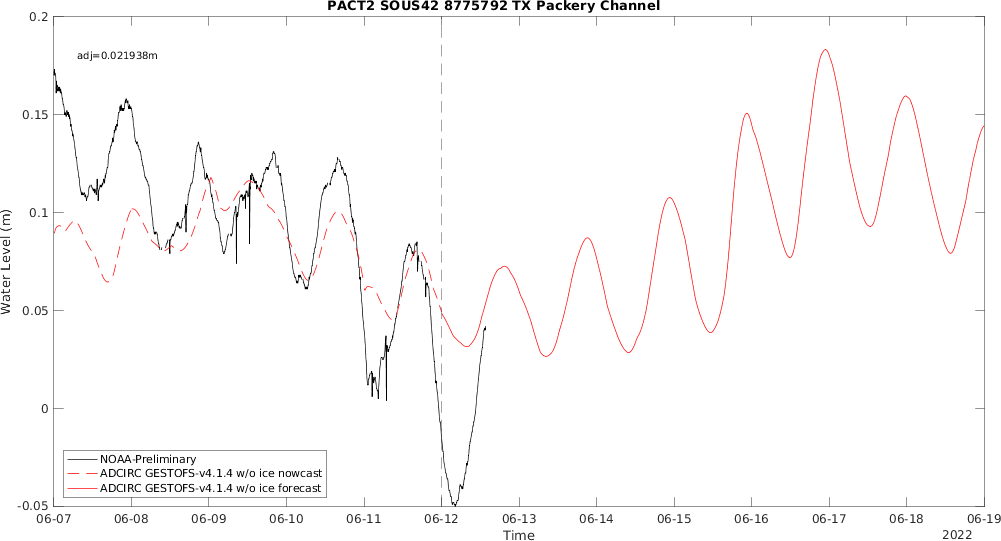 PACT2 SOUS42 8775792 TX Packery Channel
adj=0.021938m
Water Level (m)
0.2
0.15
0.1
0.05
0
-0.05
NOAA-Preliminary
ADCIRC GESTOFS-v4.1.4 w/o ice nowcast
ADCIRC GESTOFS-v4.1.4 w/o ice forecast
06-07 06-08 06-09 06-10 06-11 06-12 06-13 06-14 06-15 06-16 06-17 06-18 06-19
Time
2022